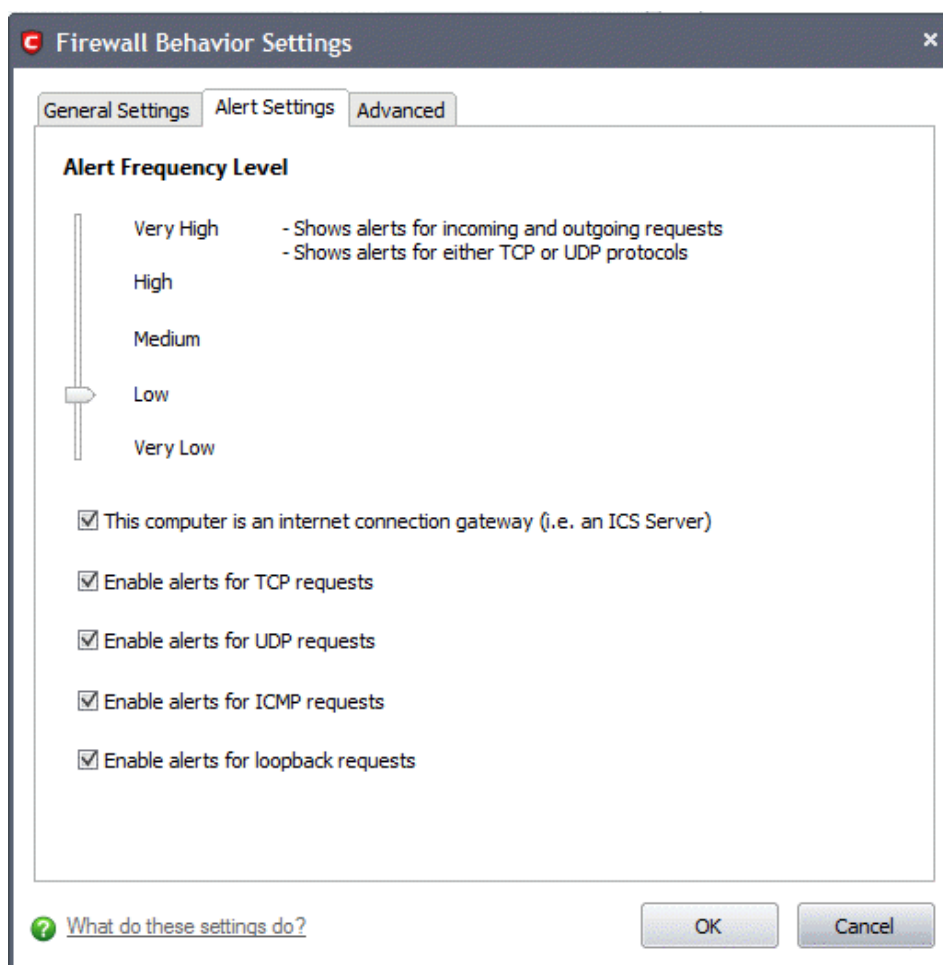 Firewall Behavior Settings
General Settings Alert Settings Advanced
Alert Frequency Level
Very High - Shows alerts for incoming and outgoing requests
- Shows alerts for either TCP or UDP protocols
High
Medium
Low
Very Low
This computer is an internet connection gateway (i.e. an ICS Server)
Enable alerts for TCP requests
Enable alerts for UDP requests
Enable alerts for ICMP requests
Enable alerts for loopback requests
What do these settings do? OK Cancel